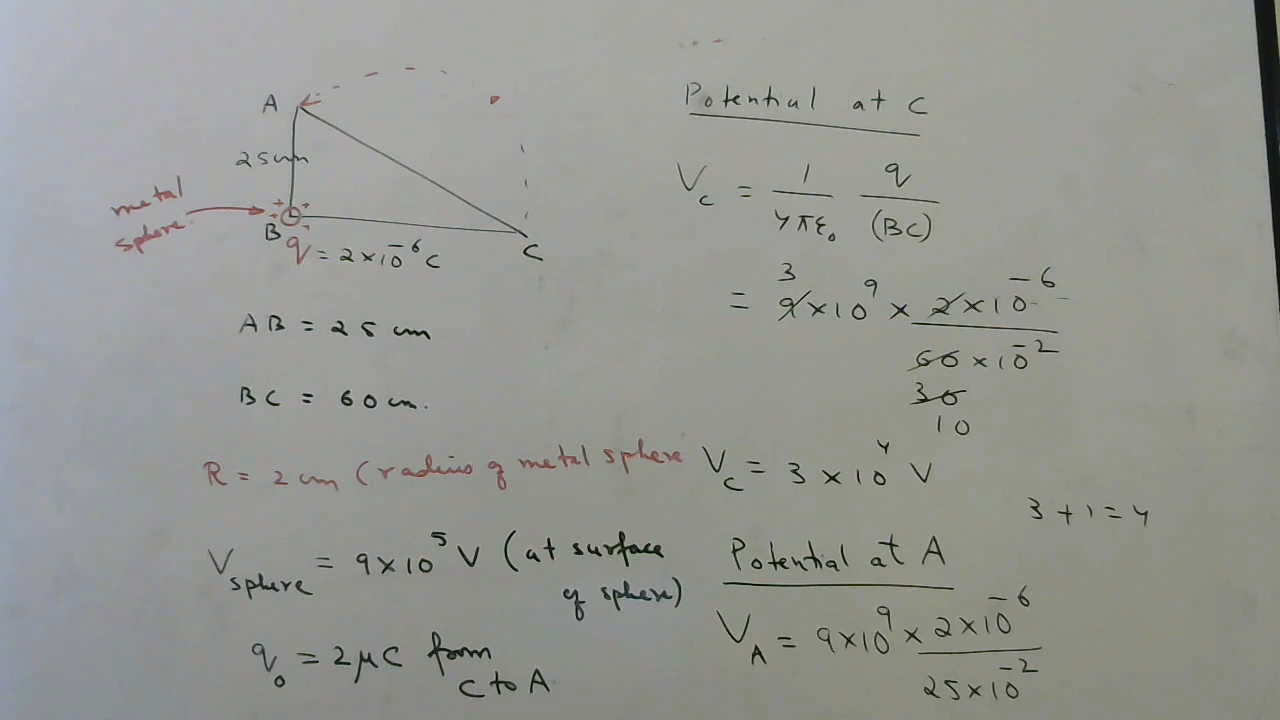 A
25cm
metal
sphere
B
q = 2×10⁻⁶C
C
AB = 25 cm
BC = 60 cm.
R = 2 cm (radius of metal sphere
V_sphere = 9×10⁵ V (at surface
of sphere)
q₀ = 2μC from
C to A
Potential at C
V_C = 1/4πε₀ q/(BC)
3
= 9×10⁹ × 2×10⁻⁶
60×10⁻²
30
10
V_C = 3×10⁴ V
3+1=4
Potential at A
V_A = 9×10⁹ × 2×10⁻⁶
25×10⁻²